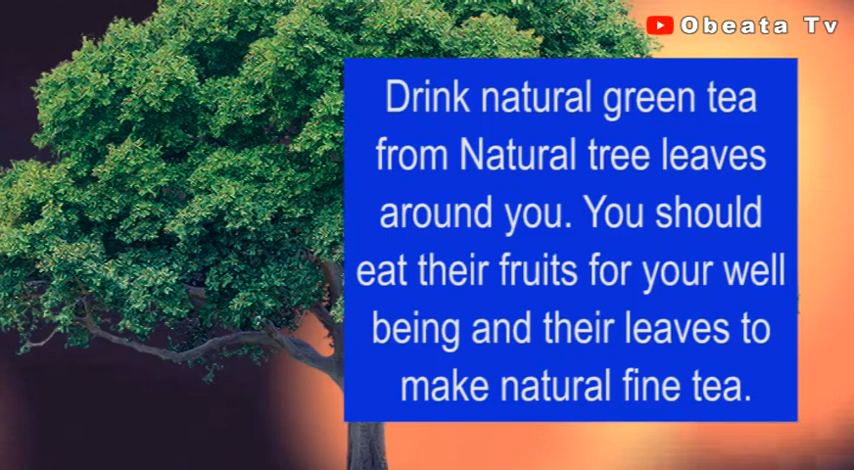 Obeata Tv
Drink natural green tea
from Natural tree leaves
around you. You should
eat their fruits for your well
being and their leaves to
make natural fine tea.